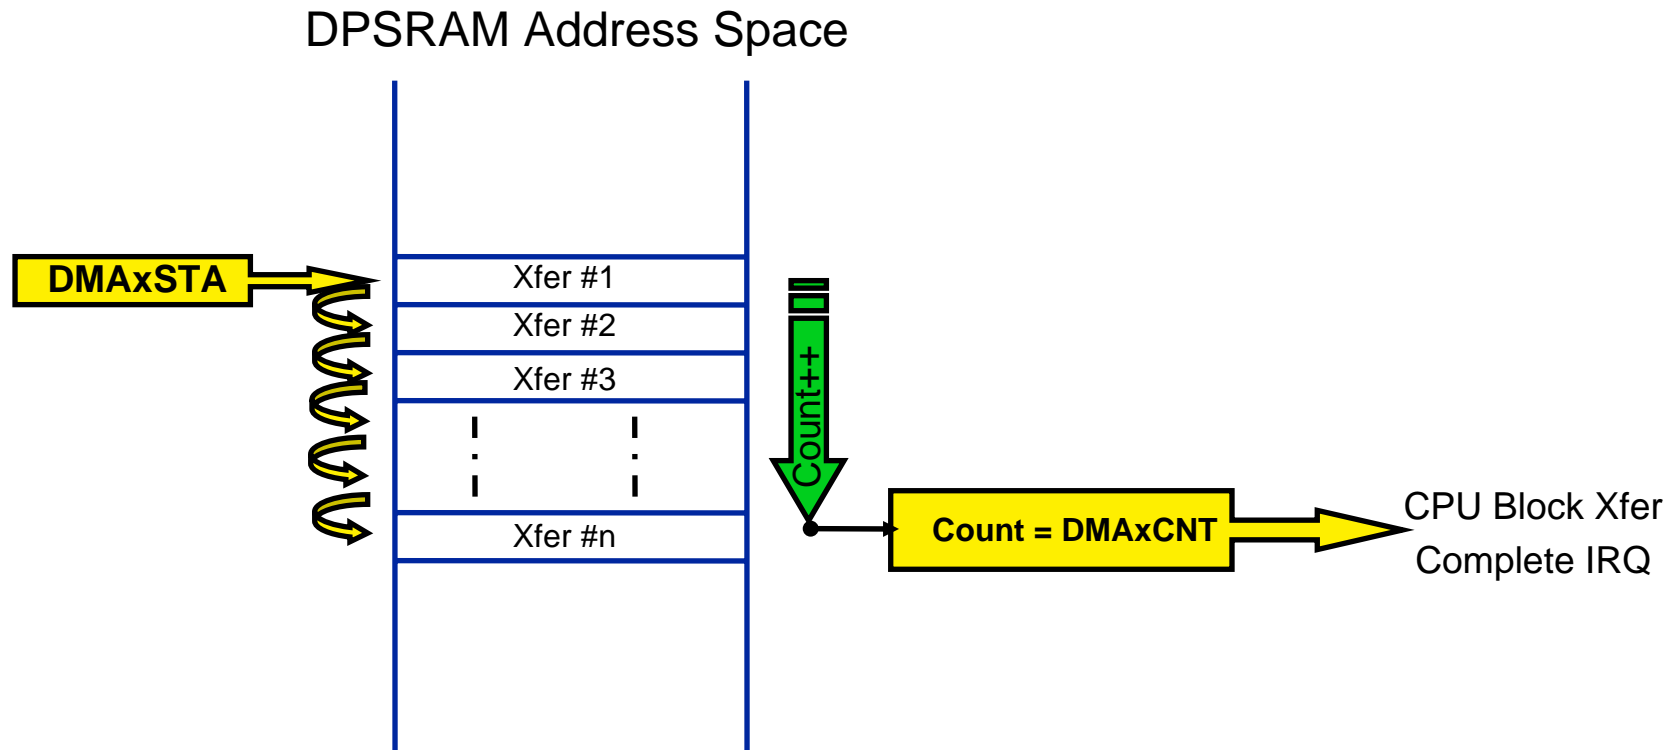 DPSRAM Address Space
DMAxSTA
Xfer #1
Xfer #2
Xfer #3
Xfer #n
Count++
Count = DMAxCNT
CPU Block Xfer
Complete IRQ